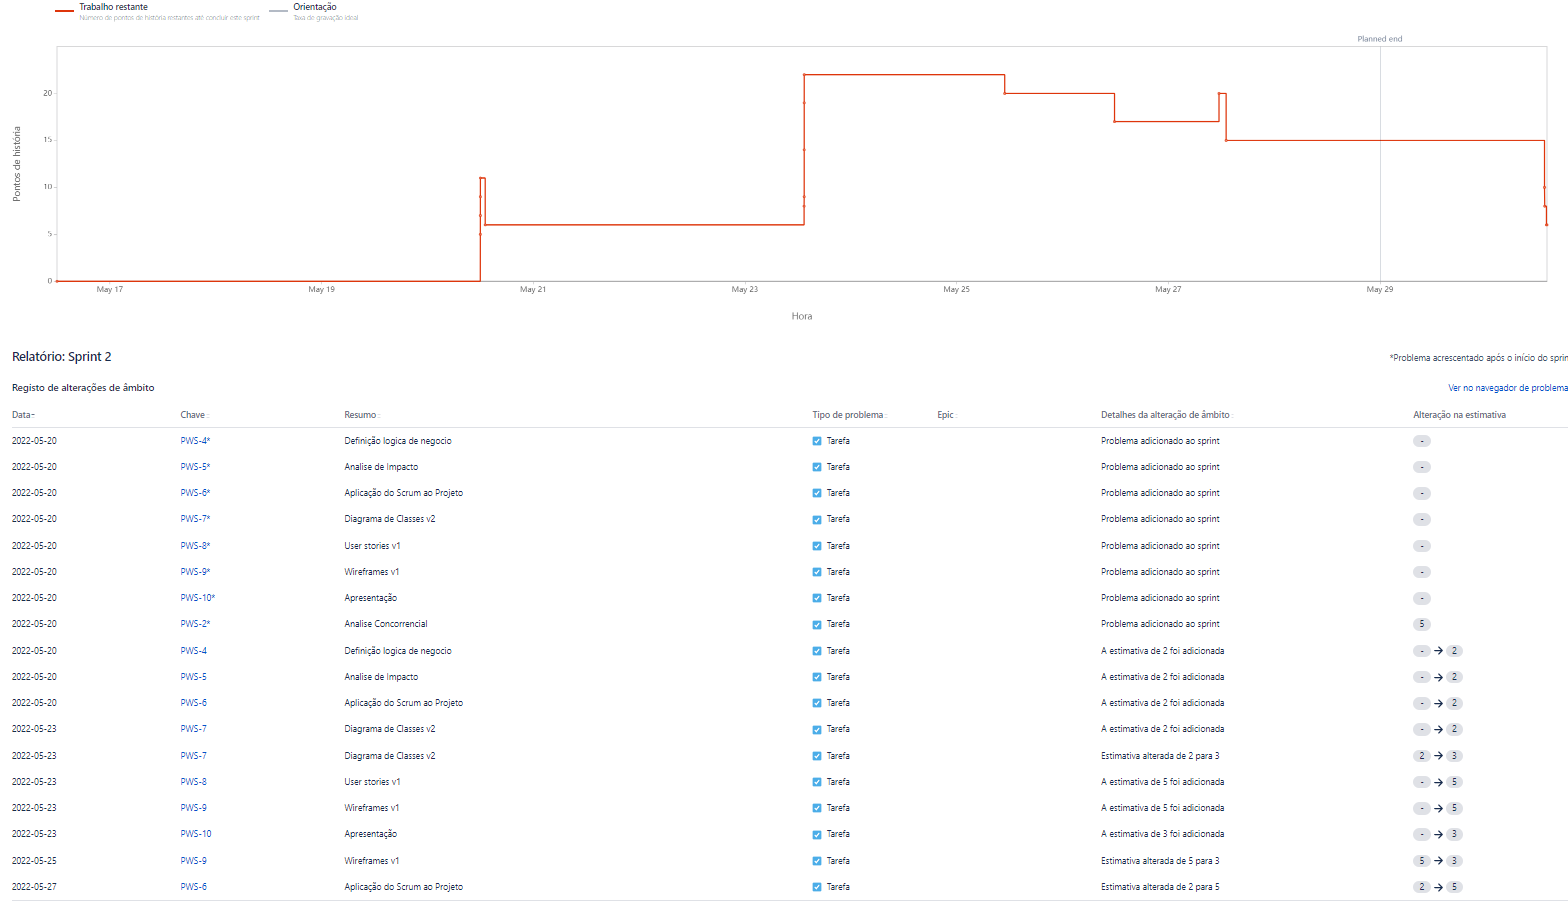 Trabalho restante
Número de pontos de história restantes até concluir este sprint
Orientação
Taxa de gravação ideal
Planned end
Pontos de história
20
15
10
5
0
May 17 May 19 May 21 May 23 May 25 May 27 May 29
Hora
Relatório: Sprint 2
*Problema acrescentado após o início do sprin
Registo de alterações de âmbito
Ver no navegador de problema
Data Chave Resumo Tipo de problema Epic Detalhes da alteração de âmbito Alteração na estimativa
2022-05-20 PWS-4* Definição logica de negocio Tarefa Problema adicionado ao sprint -
2022-05-20 PWS-5* Analise de Impacto Tarefa Problema adicionado ao sprint -
2022-05-20 PWS-6* Aplicação do Scrum ao Projeto Tarefa Problema adicionado ao sprint -
2022-05-20 PWS-7* Diagrama de Classes v2 Tarefa Problema adicionado ao sprint -
2022-05-20 PWS-8* User stories v1 Tarefa Problema adicionado ao sprint -
2022-05-20 PWS-9* Wireframes v1 Tarefa Problema adicionado ao sprint -
2022-05-20 PWS-10* Apresentação Tarefa Problema adicionado ao sprint -
2022-05-20 PWS-2* Analise Concorrencial Tarefa Problema adicionado ao sprint 5
2022-05-20 PWS-4 Definição logica de negocio Tarefa A estimativa de 2 foi adicionada - → 2
2022-05-20 PWS-5 Analise de Impacto Tarefa A estimativa de 2 foi adicionada - → 2
2022-05-20 PWS-6 Aplicação do Scrum ao Projeto Tarefa A estimativa de 2 foi adicionada - → 2
2022-05-23 PWS-7 Diagrama de Classes v2 Tarefa A estimativa de 2 foi adicionada - → 2
2022-05-23 PWS-7 Diagrama de Classes v2 Tarefa Estimativa alterada de 2 para 3 2 → 3
2022-05-23 PWS-8 User stories v1 Tarefa A estimativa de 5 foi adicionada - → 5
2022-05-23 PWS-9 Wireframes v1 Tarefa A estimativa de 5 foi adicionada - → 5
2022-05-23 PWS-10 Apresentação Tarefa A estimativa de 3 foi adicionada - → 3
2022-05-25 PWS-9 Wireframes v1 Tarefa Estimativa alterada de 5 para 3 5 → 3
2022-05-27 PWS-6 Aplicação do Scrum ao Projeto Tarefa Estimativa alterada de 2 para 5 2 → 5